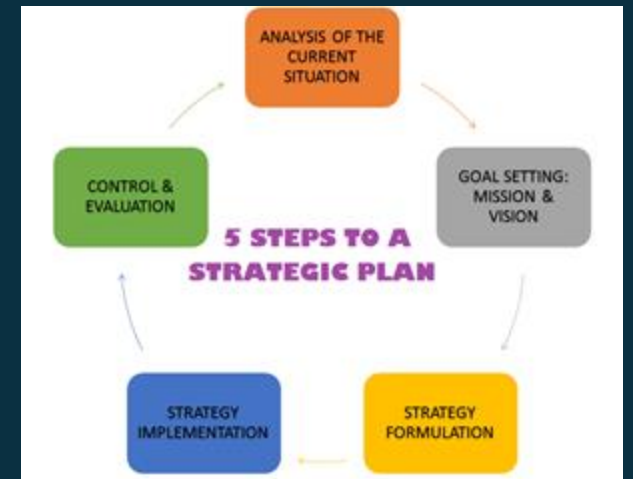 ANALYSIS OF THE
CURRENT
SITUATION
GOAL SETTING:
MISSION &
VISION
STRATEGY
FORMULATION
STRATEGY
IMPLEMENTATION
CONTROL &
EVALUATION
5 STEPS TO A
STRATEGIC PLAN